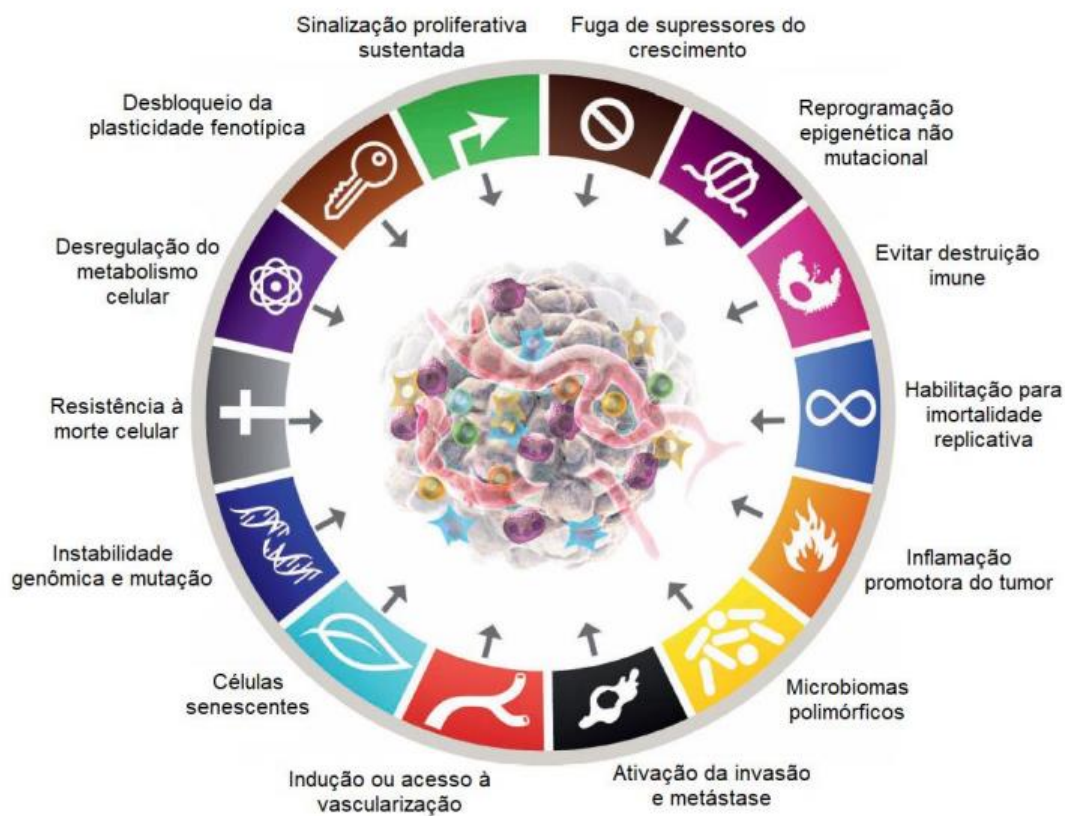 Sinalização proliferativa
sustentada
Fuga de supressores do
crescimento
Reprogramação
epigenética não
mutacional
Evitar destruição
imune
Habilitação para
imortalidade
replicativa
Inflamação
promotora do tumor
Microbiomas
polimórficos
Ativação da invasão
e metástase
Indução ou acesso à
vascularização
Células
senescentes
Instabilidade
genômica e mutação
Resistência à
morte celular
Desregulação do
metabolismo
celular
Desbloqueio da
plasticidade fenotípica